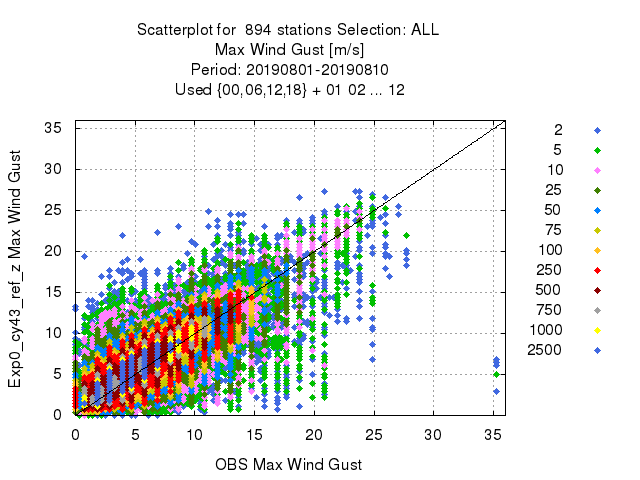 Scatterplot for 894 stations Selection: ALL
Max Wind Gust [m/s]
Period: 20190801-20190810
Used {00,06,12,18} + 01 02 ... 12
Exp0_cy43_ref_z Max Wind Gust
35
30
25
20
15
10
5
0
0 5 10 15 20 25 30 35
OBS Max Wind Gust
2
5
10
25
50
75
100
250
500
750
1000
2500